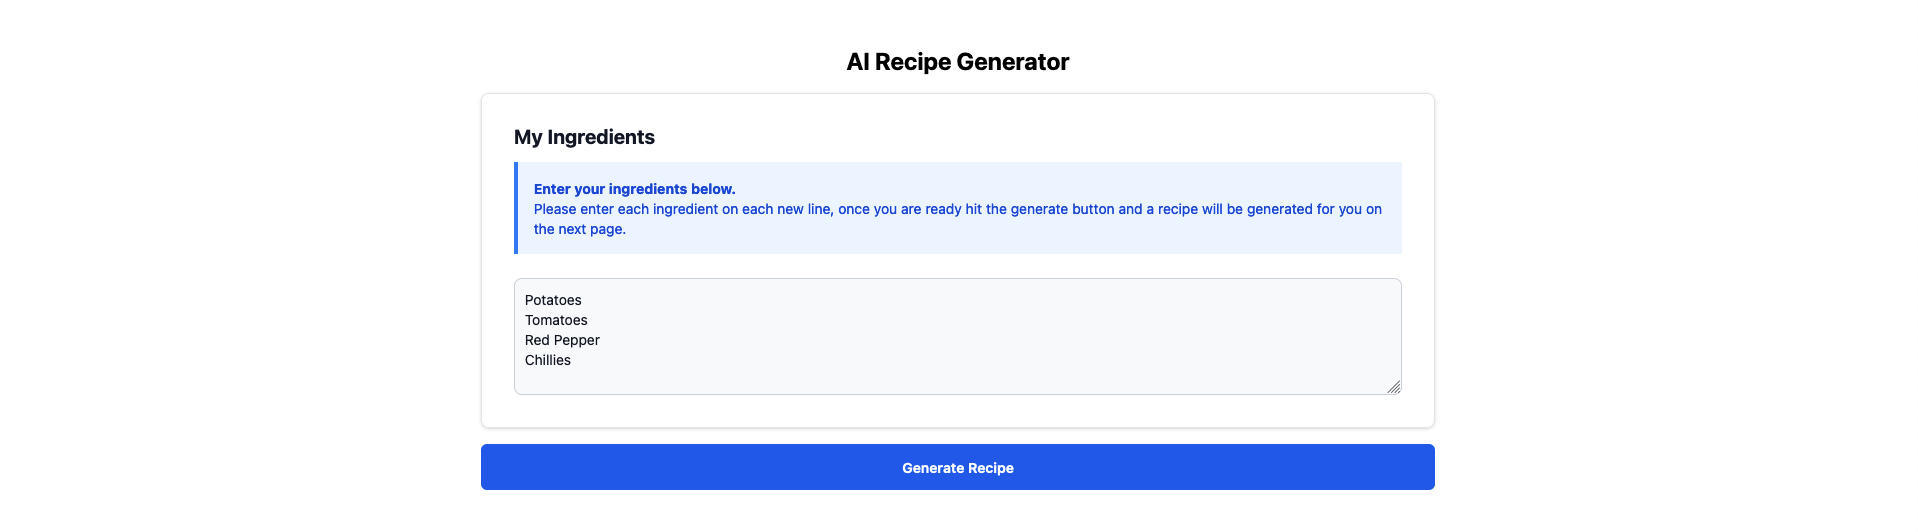 AI Recipe Generator
My Ingredients
Enter your ingredients below.
Please enter each ingredient on each new line, once you are ready hit the generate button and a recipe will be generated for you on
the next page.
Potatoes
Tomatoes
Red Pepper
Chillies
Generate Recipe